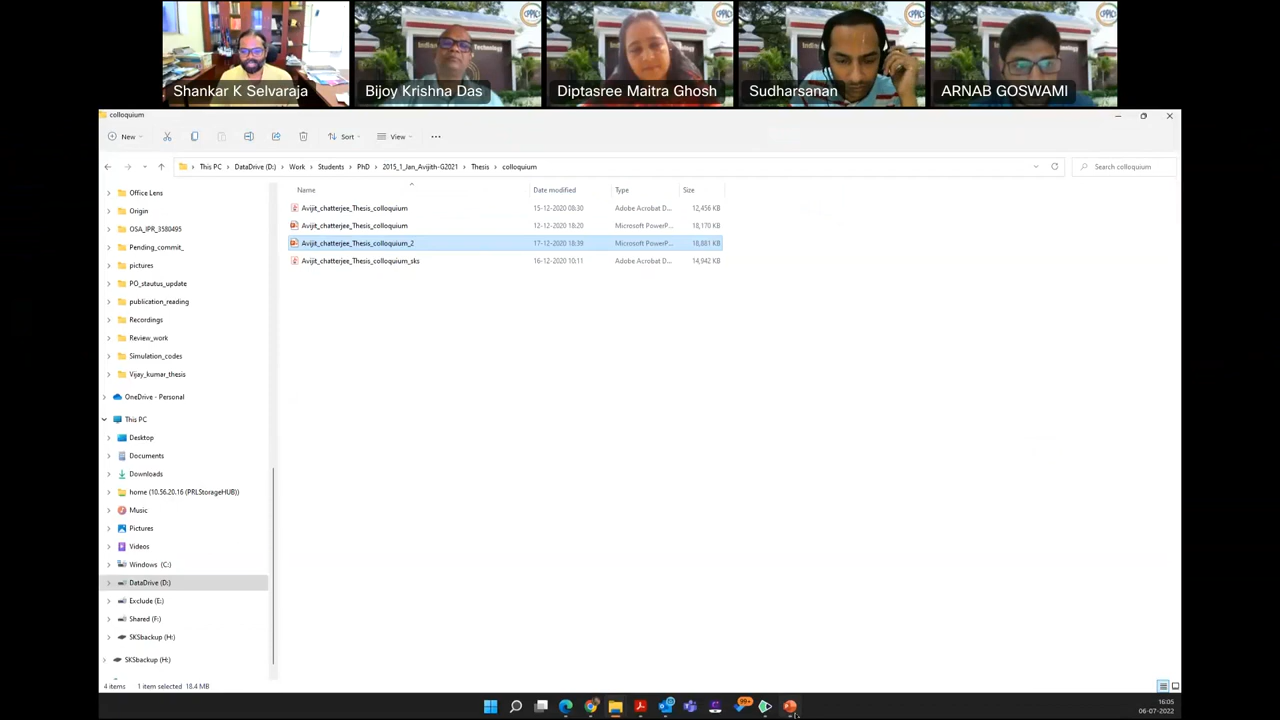 Shankar K Selvaraja
Bijoy Krishna Das
Diptasree Maitra Ghosh
Sudharsanan
ARNAB GOSWAMI
colloquium
New
Sort
View
This PC > DataDrive (D:) > Work > Students > PhD > 2015_1_Jan_Avijith-G2021 > Thesis > colloquium
Search colloquium
Name Date modified Type Size
Avijit_chatterjee_Thesis_colloquium 15-12-2020 08:30 Adobe Acrobat D... 12,456 KB
Avijit_chatterjee_Thesis_colloquium 12-12-2020 18:20 Microsoft PowerP... 18,170 KB
Avijit_chatterjee_Thesis_colloquium_2 17-12-2020 18:39 Microsoft PowerP... 18,881 KB
Avijit_chatterjee_Thesis_colloquium_sks 16-12-2020 10:11 Adobe Acrobat D... 14,942 KB
Office Lens
Origin
OSA_IPR_3580495
Pending_commit_
pictures
PO_stautus_update
publication_reading
Recordings
Review_work
Simulation_codes
Vijay_kumar_thesis
OneDrive - Personal
This PC
Desktop
Documents
Downloads
home (10.56.20.16 (PRLStorageHUB))
Music
Pictures
Videos
Windows (C:)
DataDrive (D:)
Exclude (E:)
Shared (F:)
SKSbackup (H:)
SKSbackup (H:)
4 items 1 item selected 18.4 MB
99+
16:05
06-07-2022